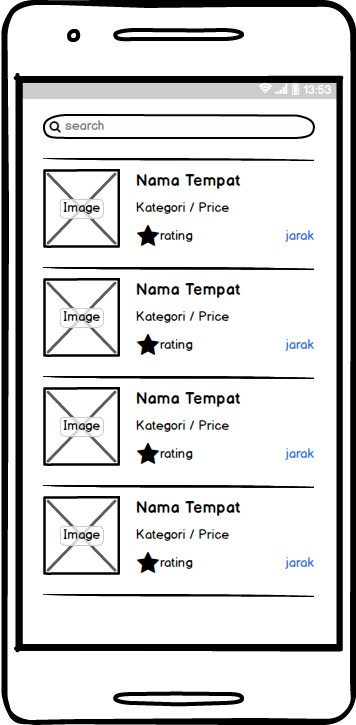 13:53
search
Image
Nama Tempat
Kategori / Price
rating
jarak
Image
Nama Tempat
Kategori / Price
rating
jarak
Image
Nama Tempat
Kategori / Price
rating
jarak
Image
Nama Tempat
Kategori / Price
rating
jarak